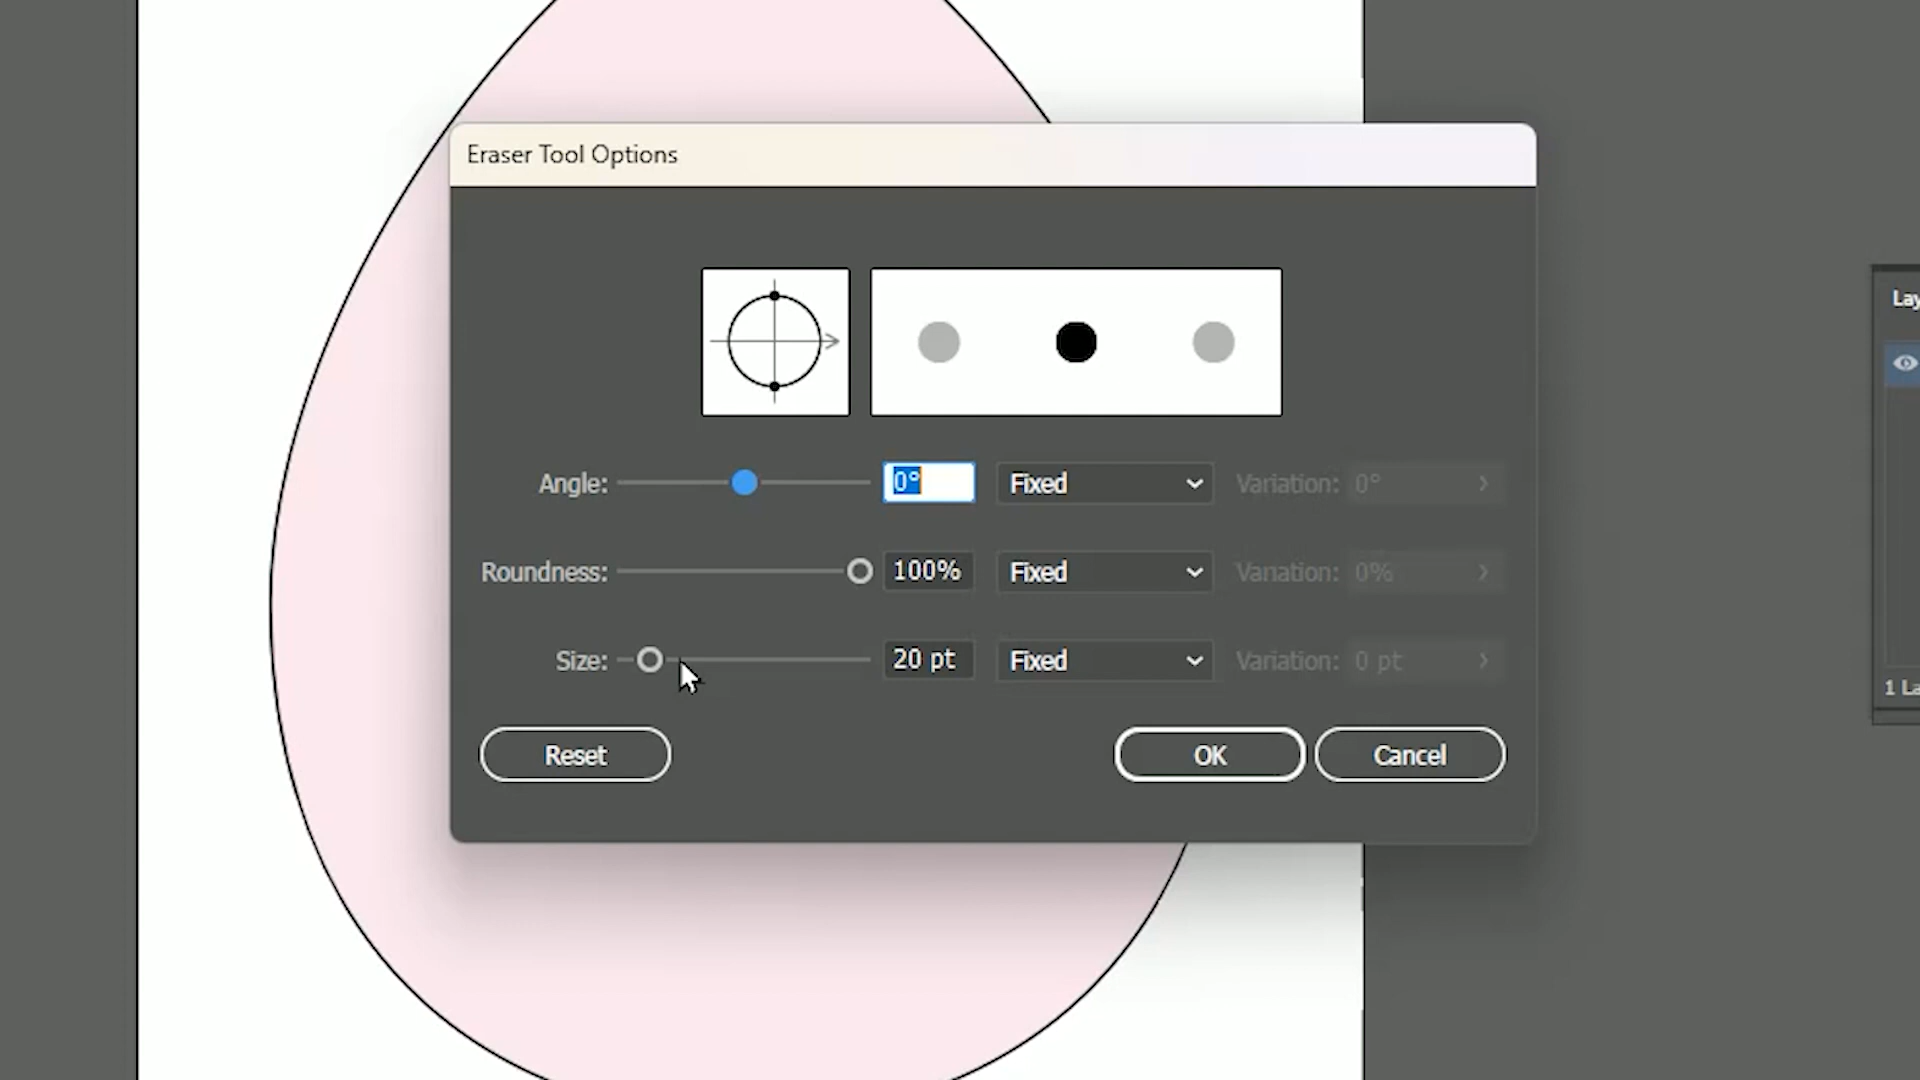 Eraser Tool Options
Angle: 0° Fixed Variation: 0°
Roundness: 100% Fixed Variation: 0%
Size: 20 pt Fixed Variation: 0 pt
Reset OK Cancel
Lay
1 La